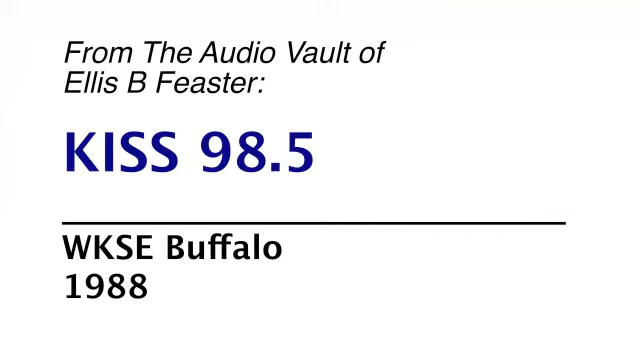 From The Audio Vault of
Ellis B Feaster:
KISS 98.5
WKSE Buffalo
1988